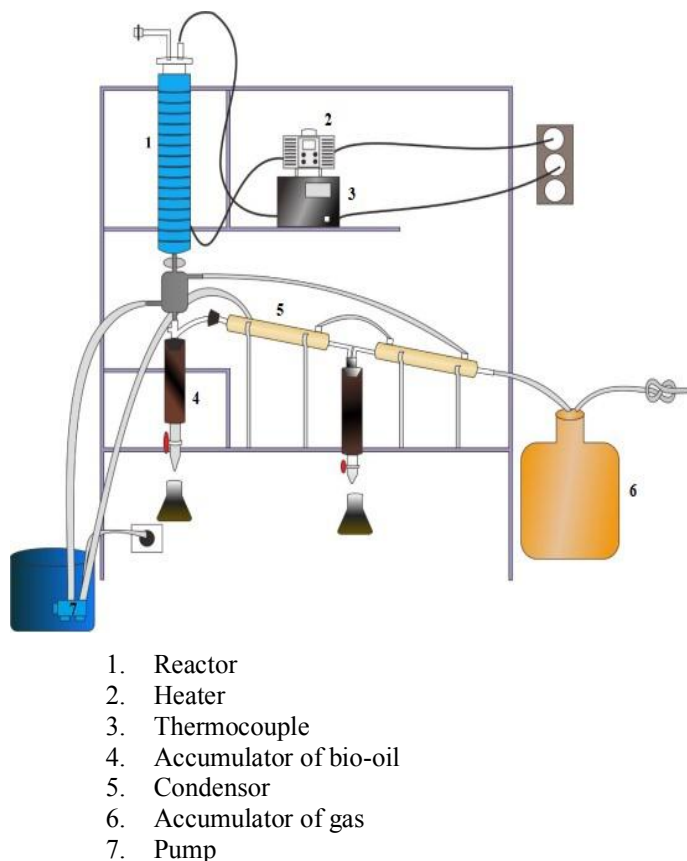 2
1
3
5
4
6
7
1. Reactor
2. Heater
3. Thermocouple
4. Accumulator of bio-oil
5. Condensor
6. Accumulator of gas
7. Pump